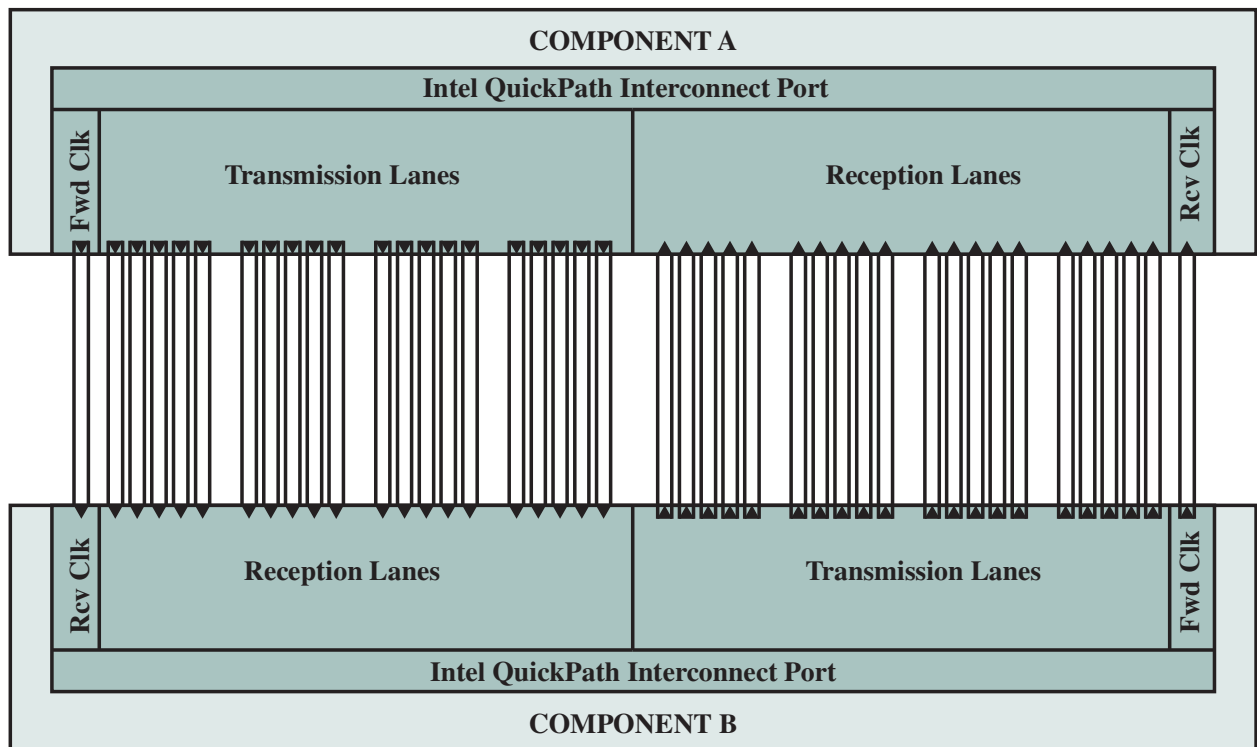 COMPONENT A
Intel QuickPath Interconnect Port
Fwd Clk
Transmission Lanes
Reception Lanes
Rcv Clk
Rcv Clk
Reception Lanes
Transmission Lanes
Fwd Clk
Intel QuickPath Interconnect Port
COMPONENT B